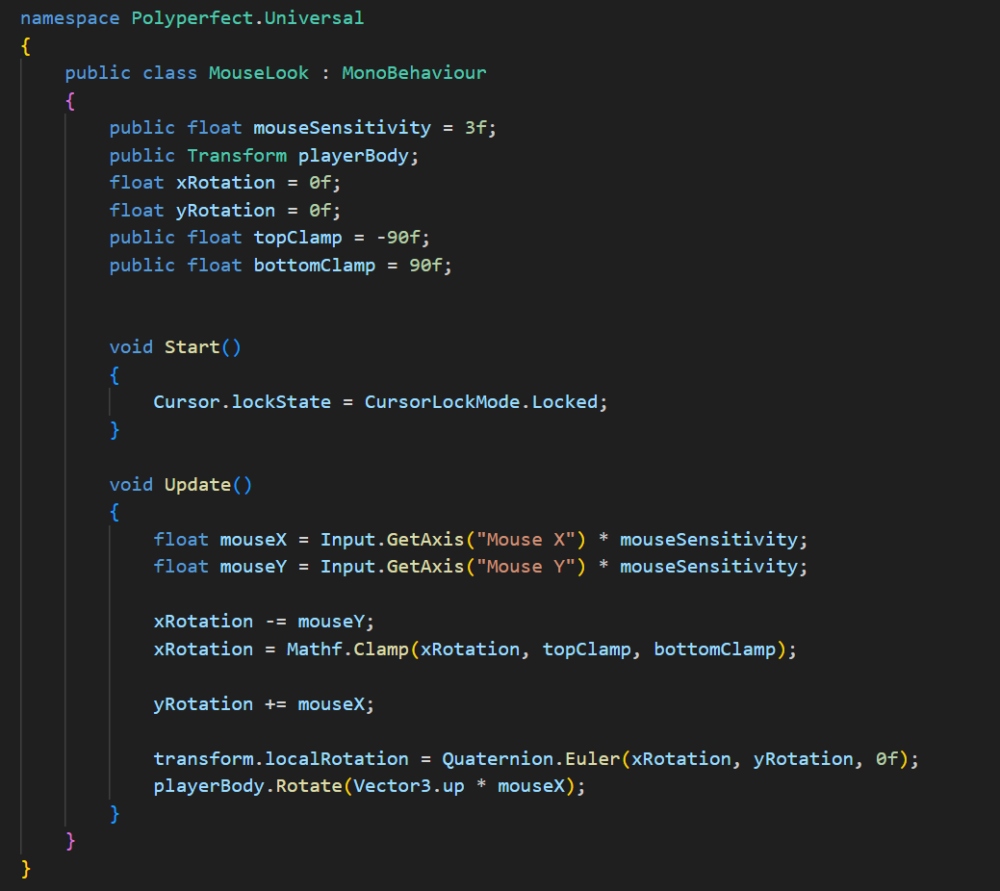 namespace Polyperfect.Universal
{
    public class MouseLook : MonoBehaviour
    {
        public float mouseSensitivity = 3f;
        public Transform playerBody;
        float xRotation = 0f;
        float yRotation = 0f;
        public float topClamp = -90f;
        public float bottomClamp = 90f;


        void Start()
        {
            Cursor.lockState = CursorLockMode.Locked;
        }

        void Update()
        {
            float mouseX = Input.GetAxis("Mouse X") * mouseSensitivity;
            float mouseY = Input.GetAxis("Mouse Y") * mouseSensitivity;

            xRotation -= mouseY;
            xRotation = Mathf.Clamp(xRotation, topClamp, bottomClamp);

            yRotation += mouseX;

            transform.localRotation = Quaternion.Euler(xRotation, yRotation, 0f);
            playerBody.Rotate(Vector3.up * mouseX);
        }
    }
}